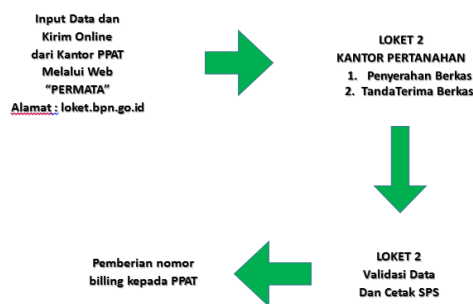 Input Data dan
Kirim Online
dari Kantor PPAT
Melalui Web
“PERMATA”
Alamat : loket.bpn.go.id
LOKET 2
KANTOR PERTANAHAN
1. Penyerahan Berkas
2. TandaTerima Berkas
LOKET 2
Validasi Data
Dan Cetak SPS
Pemberian nomor
billing kepada PPAT